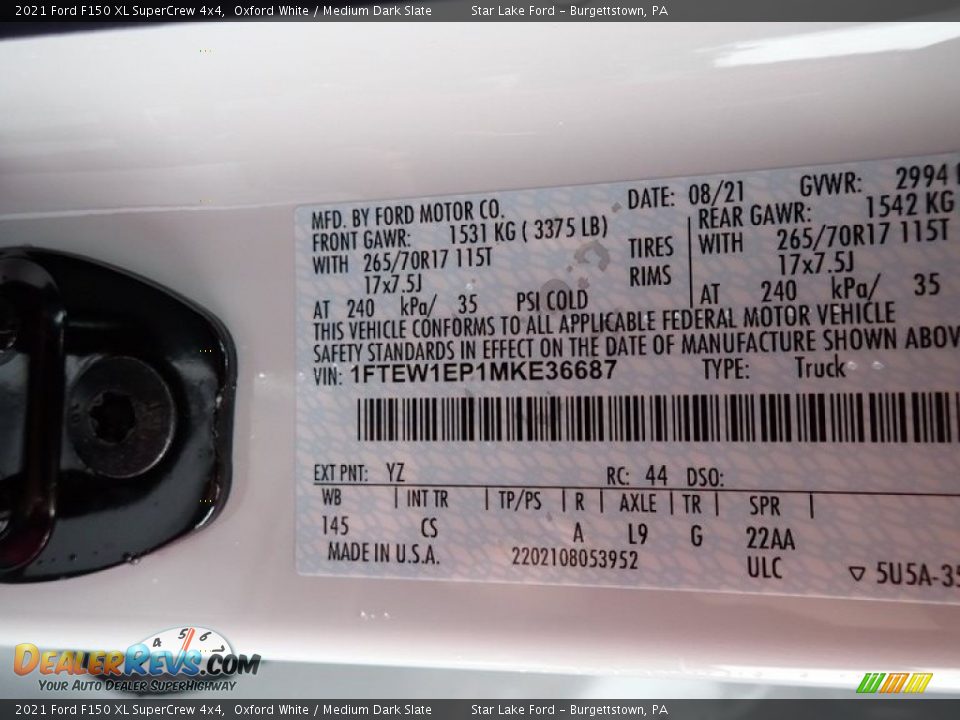 2021 Ford F150 XL SuperCrew 4x4, Oxford White / Medium Dark Slate Star Lake Ford – Burgettstown, PA
MFD. BY FORD MOTOR CO. DATE: 08/21 GVWR: 2994
FRONT GAWR: 1531 KG ( 3375 LB) REAR GAWR: 1542 KG
WITH 265/70R17 115T TIRES WITH 265/70R17 115T
17x7.5J RIMS 17x7.5J
AT 240 kPa/ 35 PSI COLD AT 240 kPa/ 35
THIS VEHICLE CONFORMS TO ALL APPLICABLE FEDERAL MOTOR VEHICLE
SAFETY STANDARDS IN EFFECT ON THE DATE OF MANUFACTURE SHOWN ABOV
VIN: 1FTEW1EP1MKE36687 TYPE: Truck
EXT PNT: YZ RC: 44 DSO:
WB INT TR TP/PS R AXLE TR SPR
145 CS A L9 G 22AA
MADE IN U.S.A. 2202108053952 ULC ▽ 5U5A-35
4 5 6 7
DEALERREVS.COM
YOUR AUTO DEALER SUPERHIGHWAY
2021 Ford F150 XL SuperCrew 4x4, Oxford White / Medium Dark Slate Star Lake Ford – Burgettstown, PA